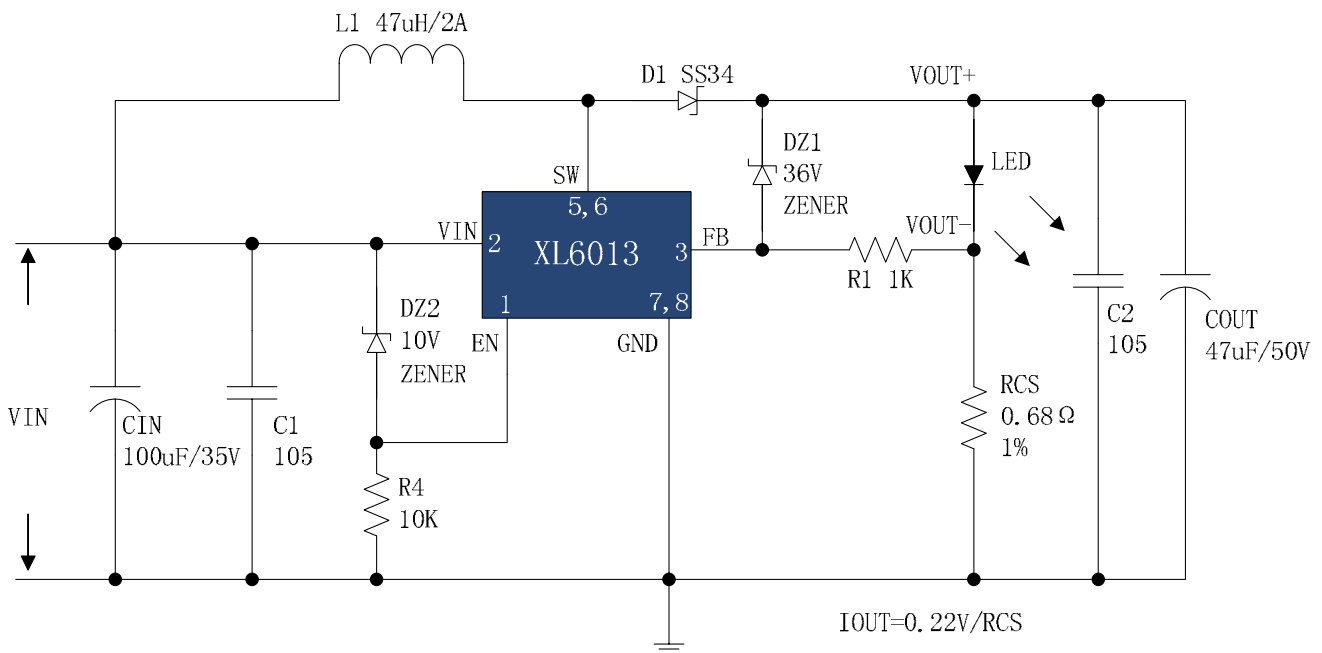 L1 47uH/2A
D1 SS34
VOUT+
DZ1
36V
ZENER
LED
SW
5,6
VIN
2
XL6013
3
FB
VOUT-
R1 1K
1
7,8
EN
GND
DZ2
10V
ZENER
C2
105
COUT
47uF/50V
VIN
CIN
100uF/35V
C1
105
RCS
0.68Ω
1%
R4
10K
IOUT=0.22V/RCS